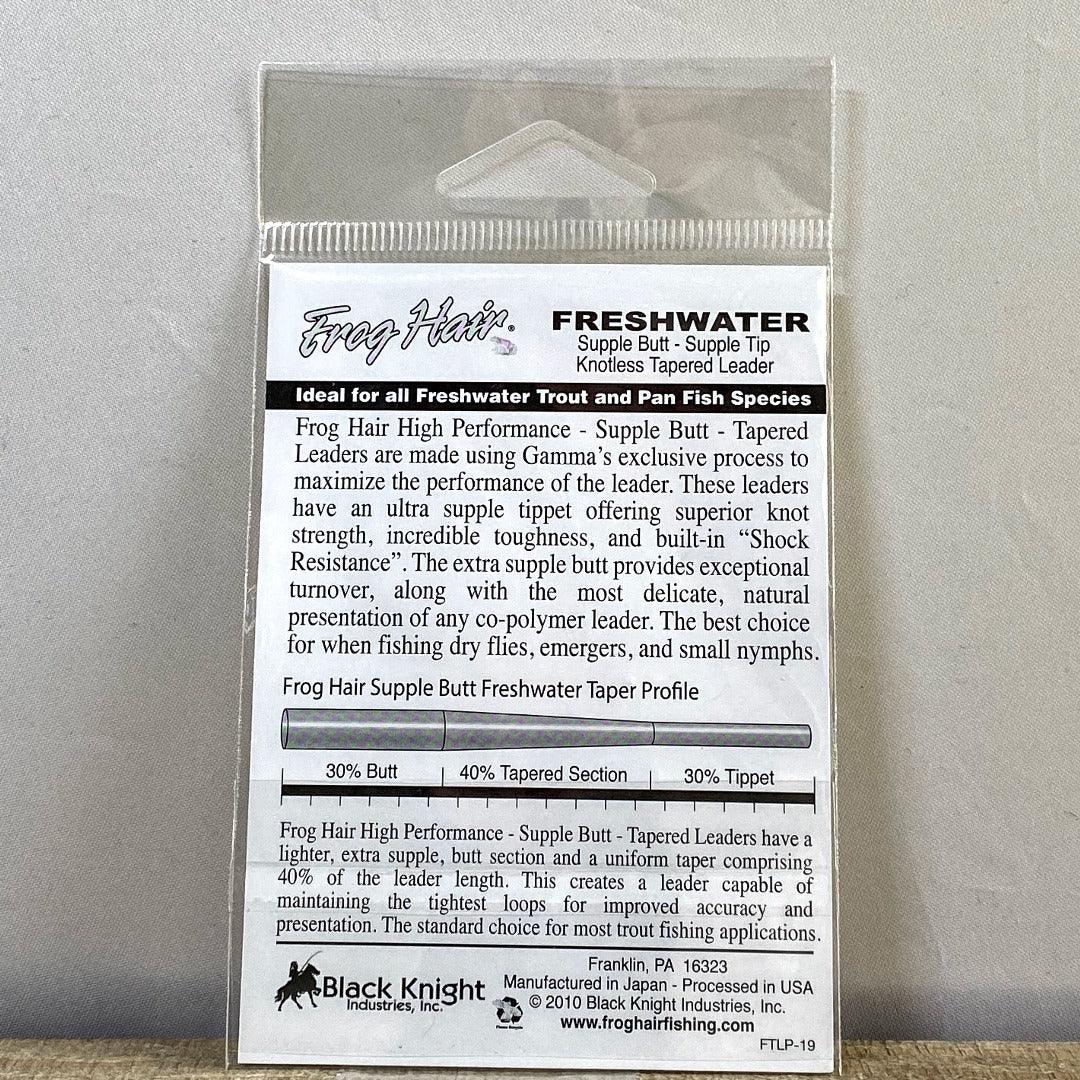 Frog Hair®
FRESHWATER
Supple Butt - Supple Tip
Knotless Tapered Leader
Ideal for all Freshwater Trout and Pan Fish Species
Frog Hair High Performance - Supple Butt - Tapered
Leaders are made using Gamma's exclusive process to
maximize the performance of the leader. These leaders
have an ultra supple tippet offering superior knot
strength, incredible toughness, and built-in “Shock
Resistance”. The extra supple butt provides exceptional
turnover, along with the most delicate, natural
presentation of any co-polymer leader. The best choice
for when fishing dry flies, emergers, and small nymphs.
Frog Hair Supple Butt Freshwater Taper Profile
30% Butt 40% Tapered Section 30% Tippet
Frog Hair High Performance - Supple Butt - Tapered Leaders have a
lighter, extra supple, butt section and a uniform taper comprising
40% of the leader length. This creates a leader capable of
maintaining the tightest loops for improved accuracy and
presentation. The standard choice for most trout fishing applications.
Black Knight
Industries, Inc.
Please Recycle
Franklin, PA 16323
Manufactured in Japan - Processed in USA
© 2010 Black Knight Industries, Inc.
www.froghairfishing.com
FTLP-19